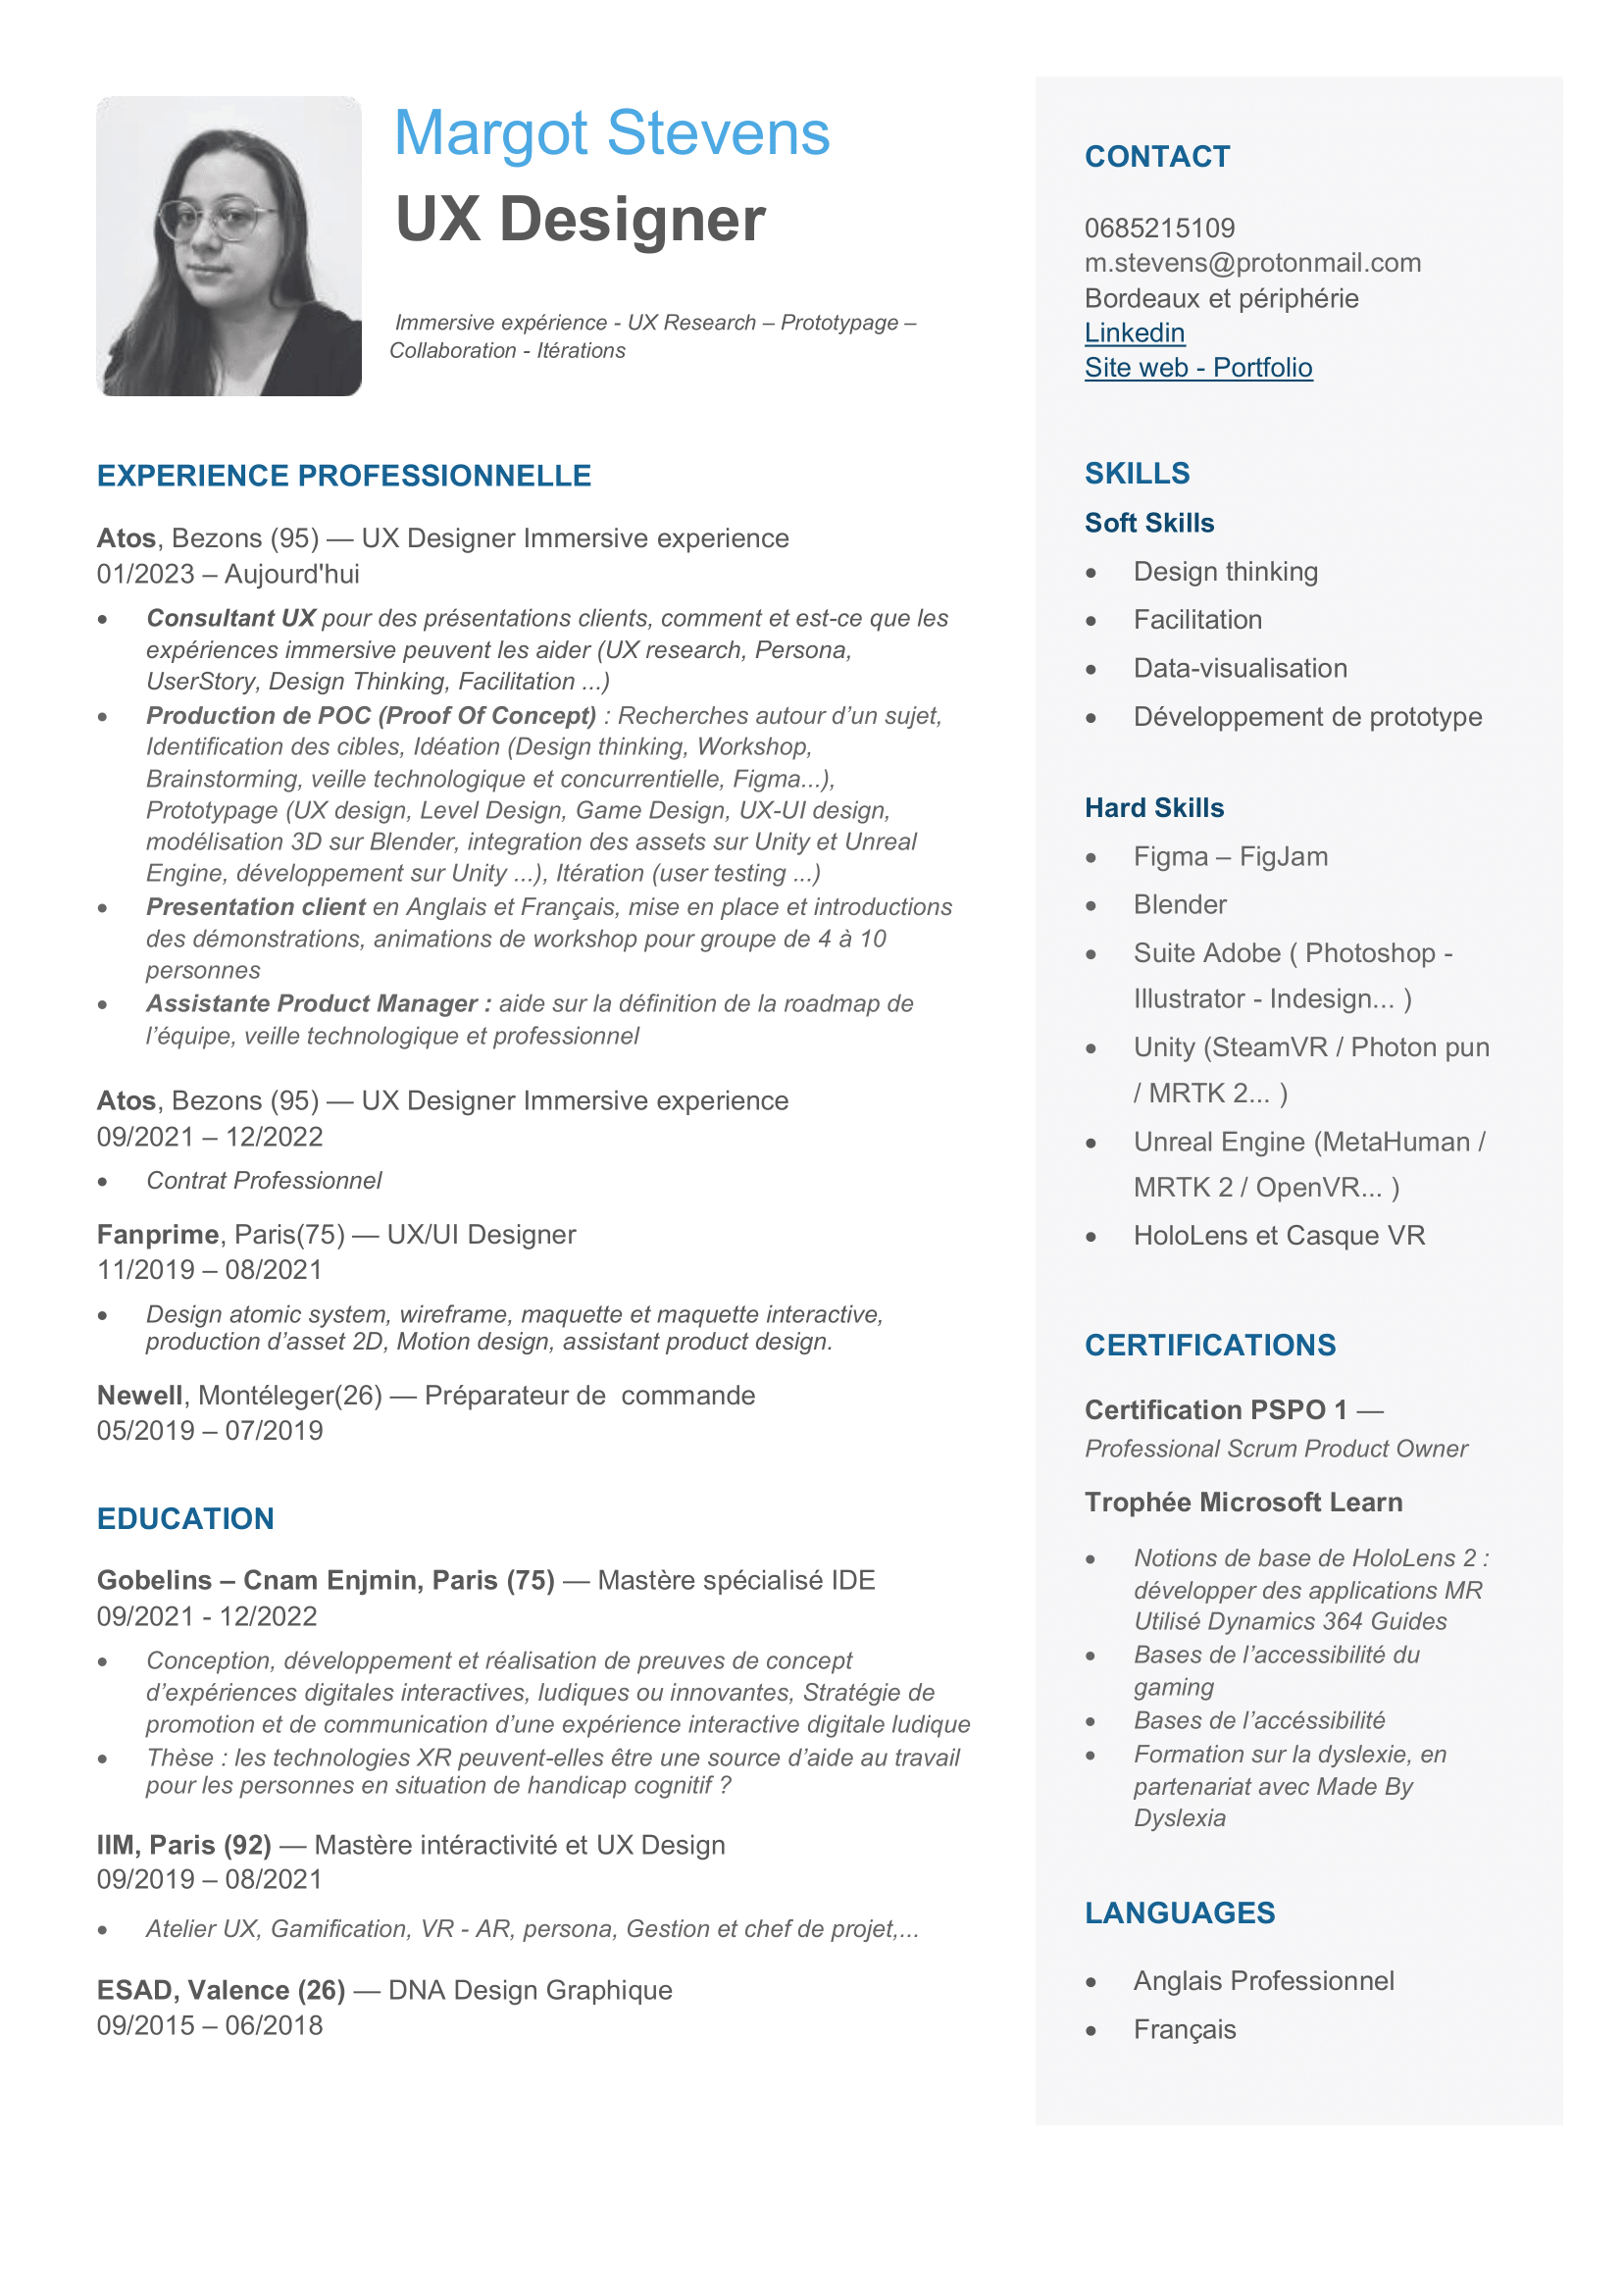 Margot Stevens
UX Designer
Immersive expérience - UX Research – Prototypage –
Collaboration - Itérations
EXPERIENCE PROFESSIONNELLE
Atos, Bezons (95) — UX Designer Immersive experience
01/2023 – Aujourd'hui
• Consultant UX pour des présentations clients, comment et est-ce que les
expériences immersive peuvent les aider (UX research, Persona,
UserStory, Design Thinking, Facilitation ...)
• Production de POC (Proof Of Concept) : Recherches autour d’un sujet,
Identification des cibles, Idéation (Design thinking, Workshop,
Brainstorming, veille technologique et concurrentielle, Figma...),
Prototypage (UX design, Level Design, Game Design, UX-UI design,
modélisation 3D sur Blender, integration des assets sur Unity et Unreal
Engine, développement sur Unity ...), Itération (user testing ...)
• Presentation client en Anglais et Français, mise en place et introductions
des démonstrations, animations de workshop pour groupe de 4 à 10
personnes
• Assistante Product Manager : aide sur la définition de la roadmap de
l’équipe, veille technologique et professionnel
Atos, Bezons (95) — UX Designer Immersive experience
09/2021 – 12/2022
• Contrat Professionnel
Fanprime, Paris(75) — UX/UI Designer
11/2019 – 08/2021
• Design atomic system, wireframe, maquette et maquette interactive,
production d’asset 2D, Motion design, assistant product design.
Newell, Montéleger(26) — Préparateur de  commande
05/2019 – 07/2019
EDUCATION
Gobelins – Cnam Enjmin, Paris (75) — Mastère spécialisé IDE
09/2021 - 12/2022
• Conception, développement et réalisation de preuves de concept
d’expériences digitales interactives, ludiques ou innovantes, Stratégie de
promotion et de communication d’une expérience interactive digitale ludique
• Thèse : les technologies XR peuvent-elles être une source d’aide au travail
pour les personnes en situation de handicap cognitif ?
IIM, Paris (92) — Mastère intéractivité et UX Design
09/2019 – 08/2021
• Atelier UX, Gamification, VR - AR, persona, Gestion et chef de projet,...
ESAD, Valence (26) — DNA Design Graphique
09/2015 – 06/2018
CONTACT
0685215109
m.stevens@protonmail.com
Bordeaux et périphérie
Linkedin
Site web - Portfolio
SKILLS
Soft Skills
• Design thinking
• Facilitation
• Data-visualisation
• Développement de prototype
Hard Skills
• Figma – FigJam
• Blender
• Suite Adobe ( Photoshop -
Illustrator - Indesign... )
• Unity (SteamVR / Photon pun
/ MRTK 2... )
• Unreal Engine (MetaHuman /
MRTK 2 / OpenVR... )
• HoloLens et Casque VR
CERTIFICATIONS
Certification PSPO 1 —
Professional Scrum Product Owner
Trophée Microsoft Learn
• Notions de base de HoloLens 2 :
développer des applications MR
Utilisé Dynamics 364 Guides
• Bases de l’accessibilité du
gaming
• Bases de l’accéssibilité
• Formation sur la dyslexie, en
partenariat avec Made By
Dyslexia
LANGUAGES
• Anglais Professionnel
• Français